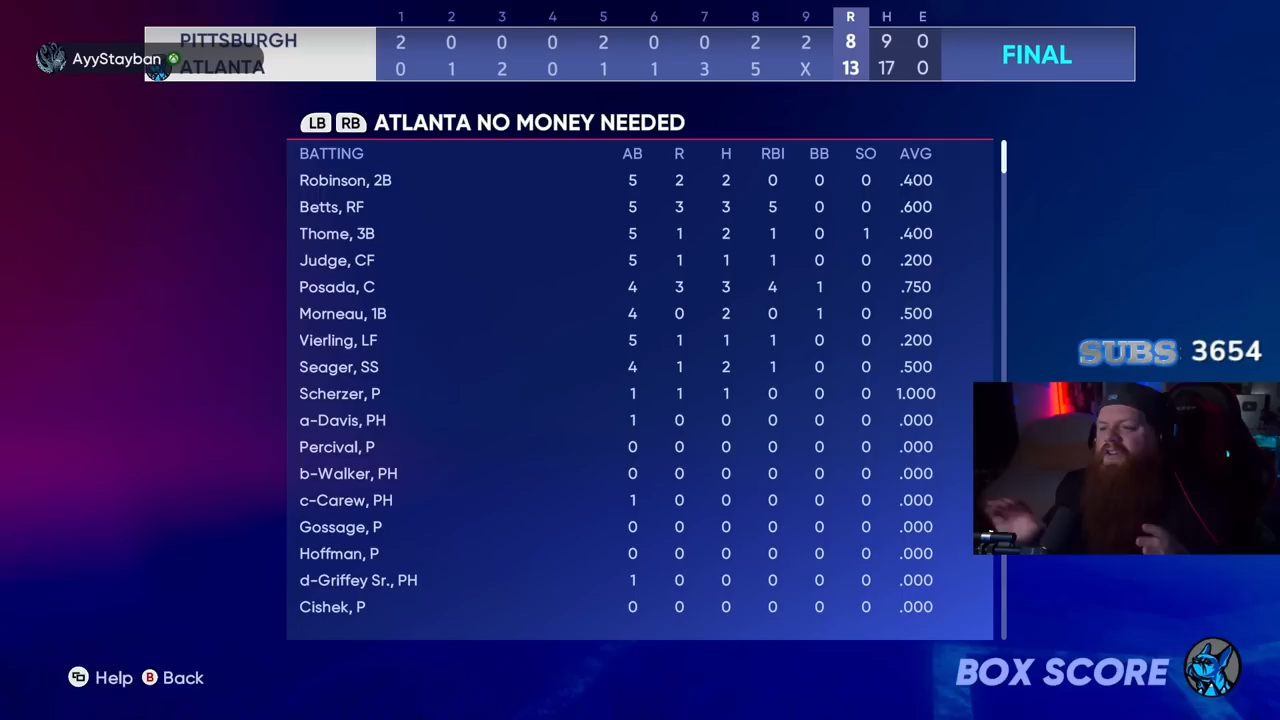 1 2 3 4 5 6 7 8 9 R H E
PITTSBURGH 2 0 0 0 2 0 0 2 2 8 9 0
AyyStayban
ATLANTA 0 1 2 0 1 1 3 5 X 13 17 0
FINAL
LB RB ATLANTA NO MONEY NEEDED
BATTING AB R H RBI BB SO AVG
Robinson, 2B 5 2 2 0 0 0 .400
Betts, RF 5 3 3 5 0 0 .600
Thome, 3B 5 1 2 1 0 1 .400
Judge, CF 5 1 1 1 0 0 .200
Posada, C 4 3 3 4 1 0 .750
Morneau, 1B 4 0 2 0 1 0 .500
Vierling, LF 5 1 1 1 0 0 .200
Seager, SS 4 1 2 1 0 0 .500
Scherzer, P 1 1 1 0 0 0 1.000
a-Davis, PH 1 0 0 0 0 0 .000
Percival, P 0 0 0 0 0 0 .000
b-Walker, PH 0 0 0 0 0 0 .000
c-Carew, PH 1 0 0 0 0 0 .000
Gossage, P 0 0 0 0 0 0 .000
Hoffman, P 0 0 0 0 0 0 .000
d-Griffey Sr., PH 1 0 0 0 0 0 .000
Cishek, P 0 0 0 0 0 0 .000
SUBS 3654
Help B Back
BOX SCORE